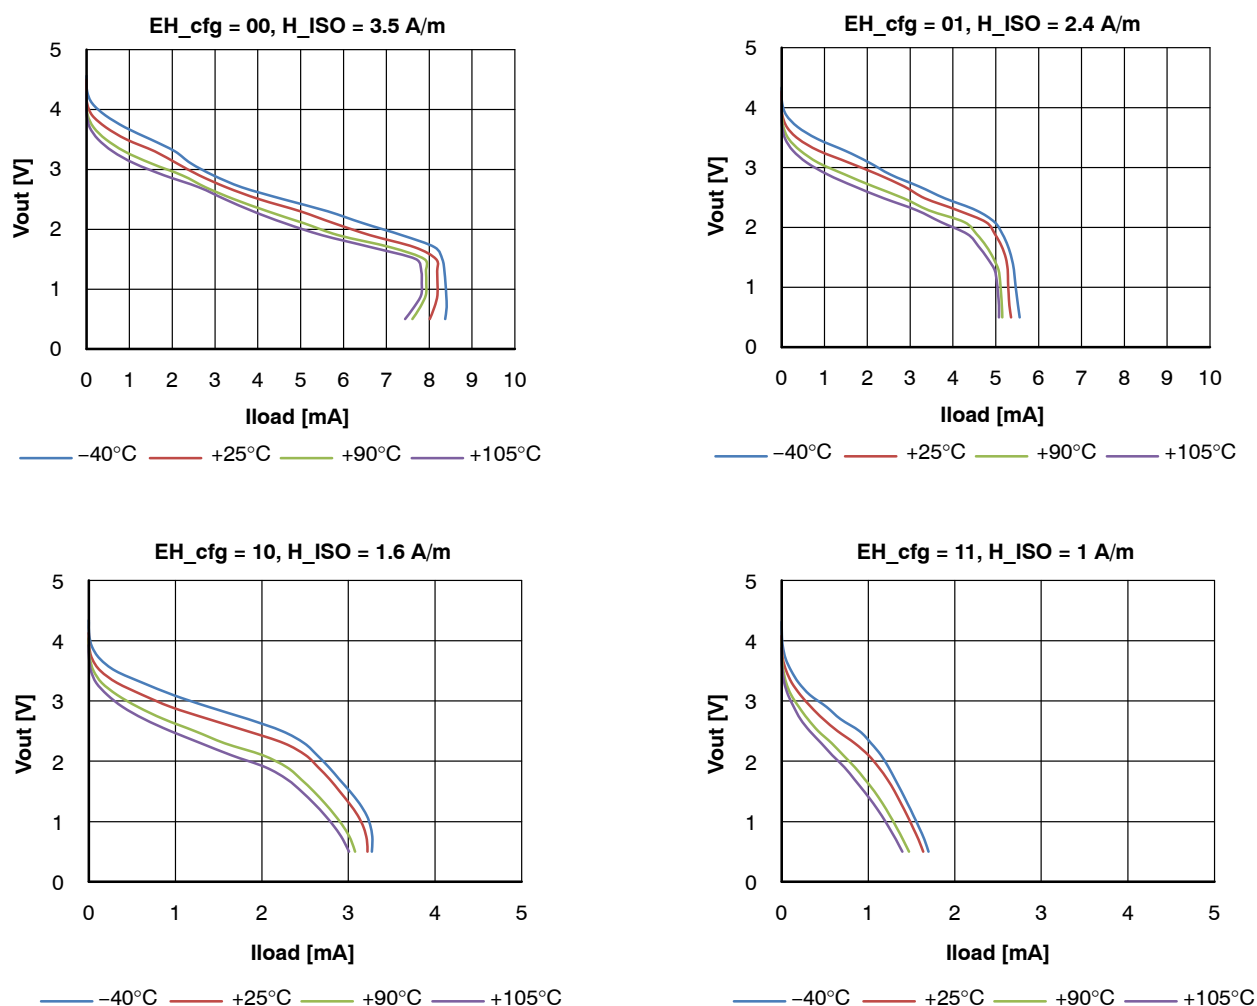 EH_cfg = 00, H_ISO = 3.5 A/m
5
4
3
2
1
0
Vout [V]
0 1 2 3 4 5 6 7 8 9 10
Iload [mA]
−40°C +25°C +90°C +105°C
EH_cfg = 01, H_ISO = 2.4 A/m
5
4
3
2
1
0
Vout [V]
0 1 2 3 4 5 6 7 8 9 10
Iload [mA]
−40°C +25°C +90°C +105°C
EH_cfg = 10, H_ISO = 1.6 A/m
5
4
3
2
1
0
Vout [V]
0 1 2 3 4 5
Iload [mA]
−40°C +25°C +90°C +105°C
EH_cfg = 11, H_ISO = 1 A/m
5
4
3
2
1
0
Vout [V]
0 1 2 3 4 5
Iload [mA]
−40°C +25°C +90°C +105°C